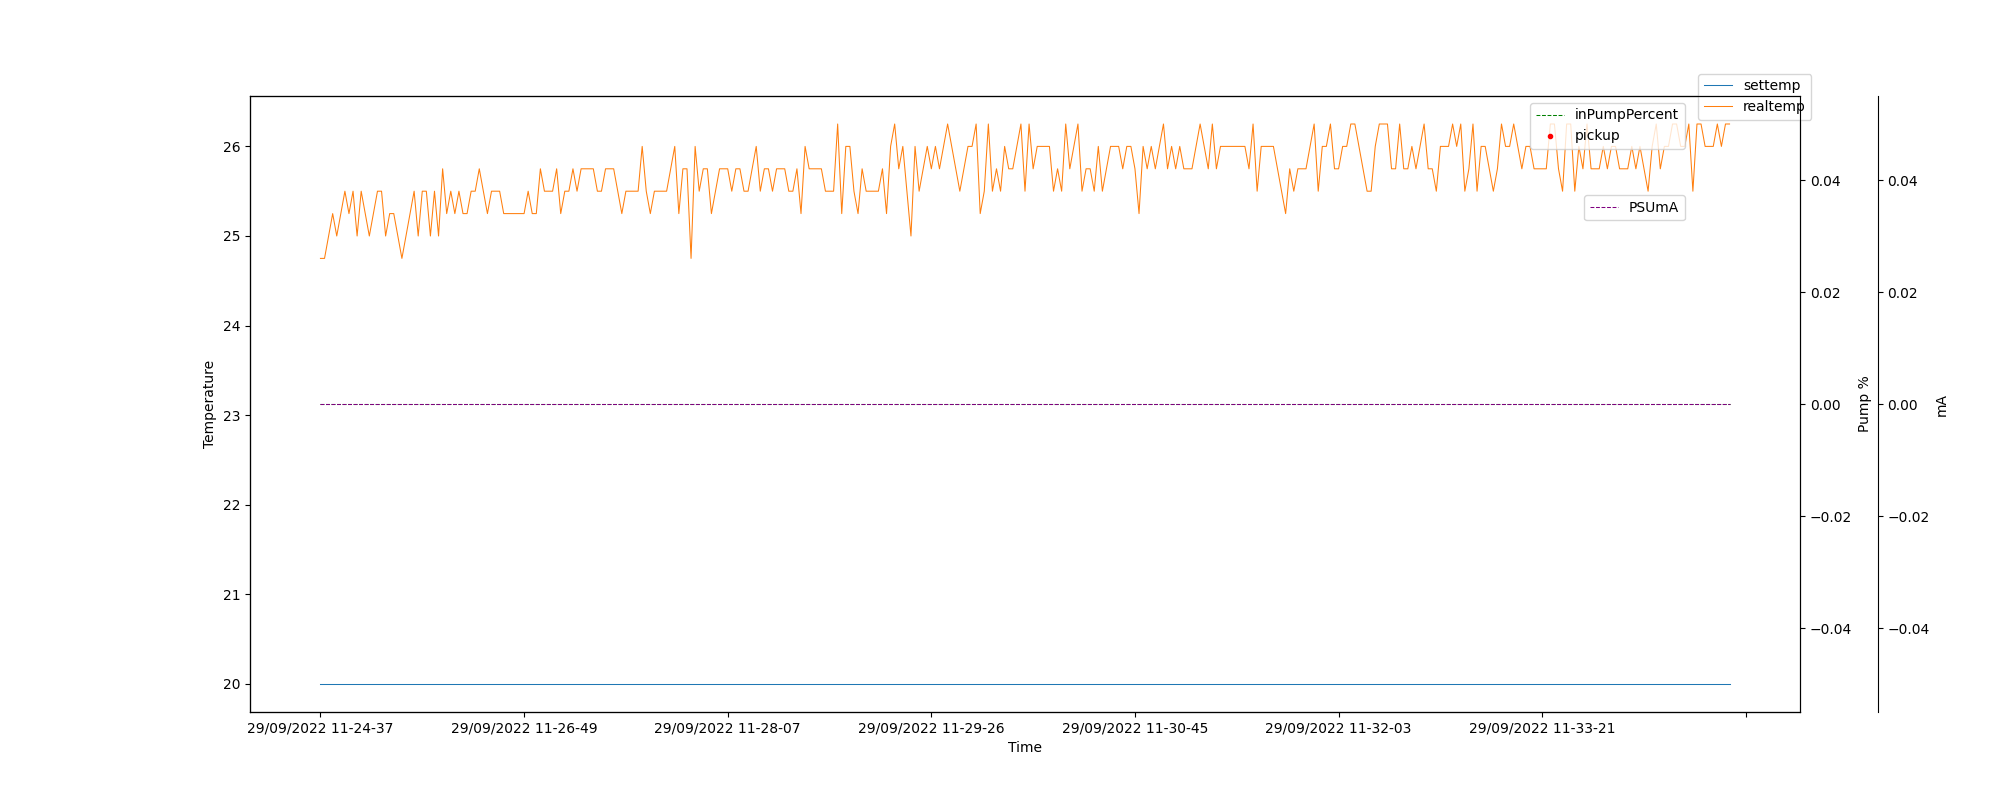 settemp
realtemp
inPumpPercent
pickup
PSUmA
26
25
24
23
22
21
20
Temperature
0.04
0.02
0.00
−0.02
−0.04
Pump %
0.04
0.02
0.00
−0.02
−0.04
mA
29/09/2022 11-24-37
29/09/2022 11-26-49
29/09/2022 11-28-07
29/09/2022 11-29-26
29/09/2022 11-30-45
29/09/2022 11-32-03
29/09/2022 11-33-21
Time